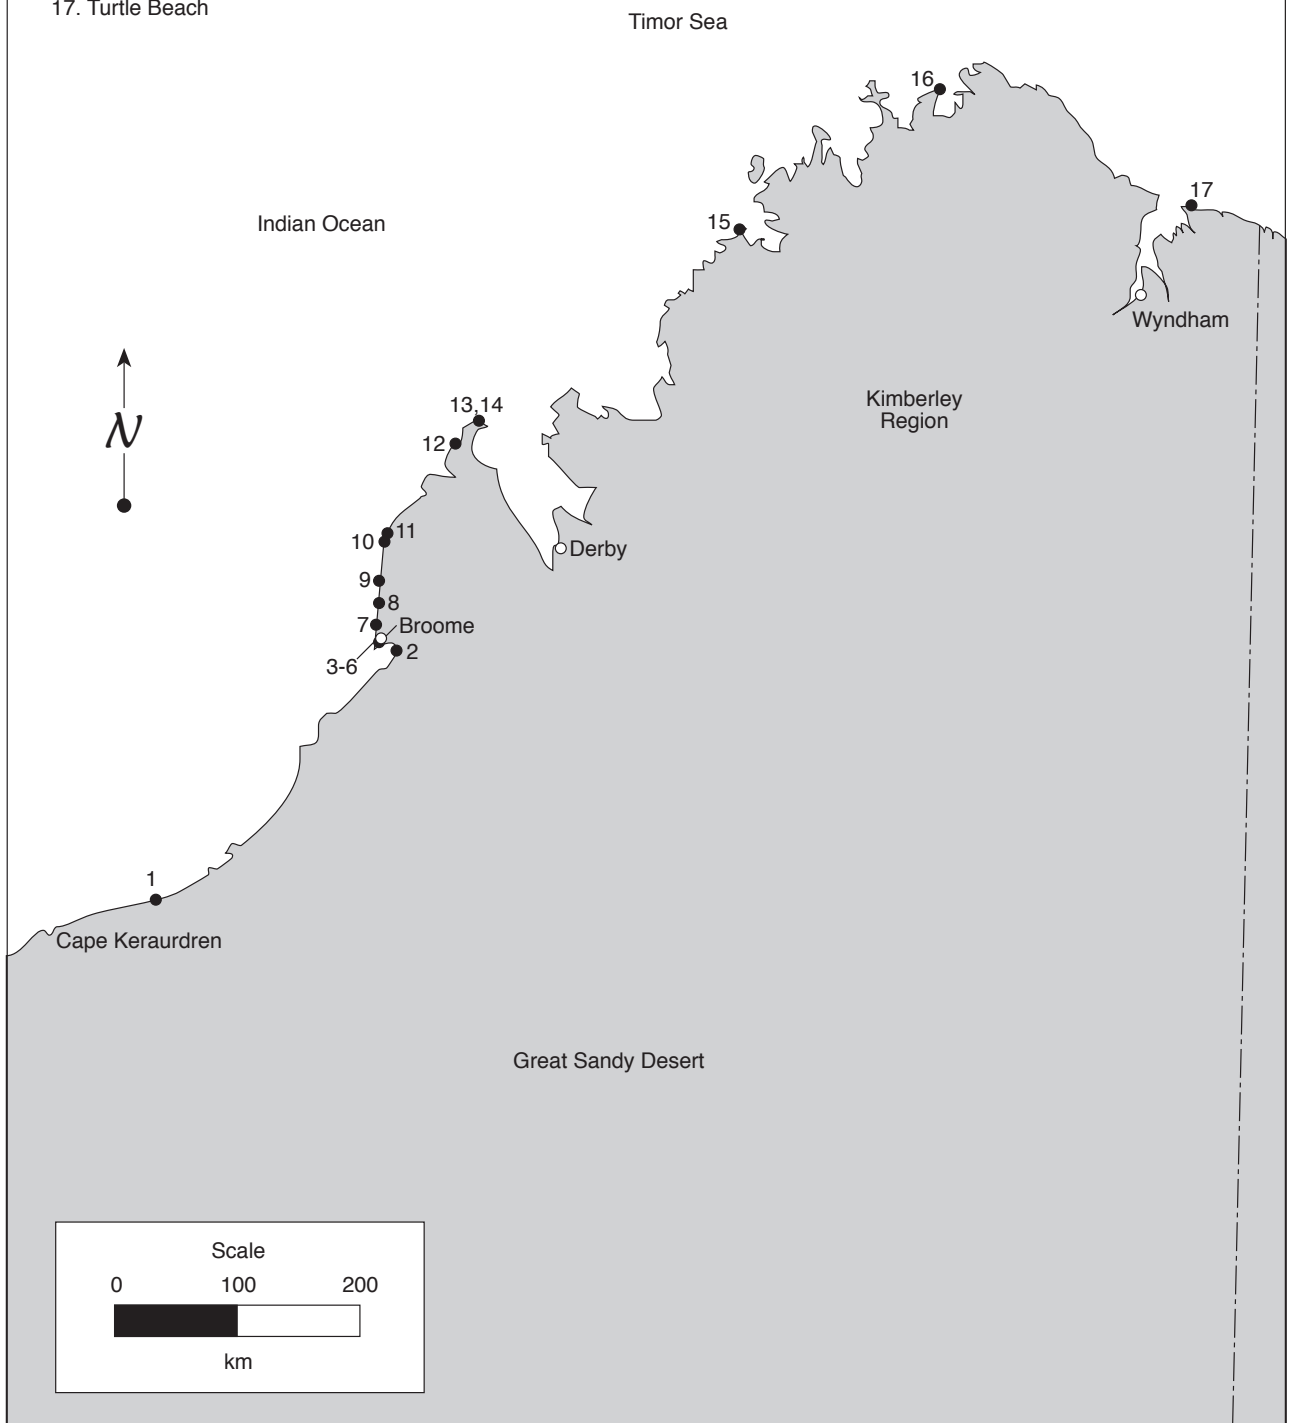 17. Turtle Beach
Timor Sea
16
17
Indian Ocean
15
Wyndham
N
Kimberley
Region
13,14
12
11
10
Derby
9
8
7
Broome
3-6
2
1
Cape Keraurdren
Great Sandy Desert
Scale
0 100 200
km